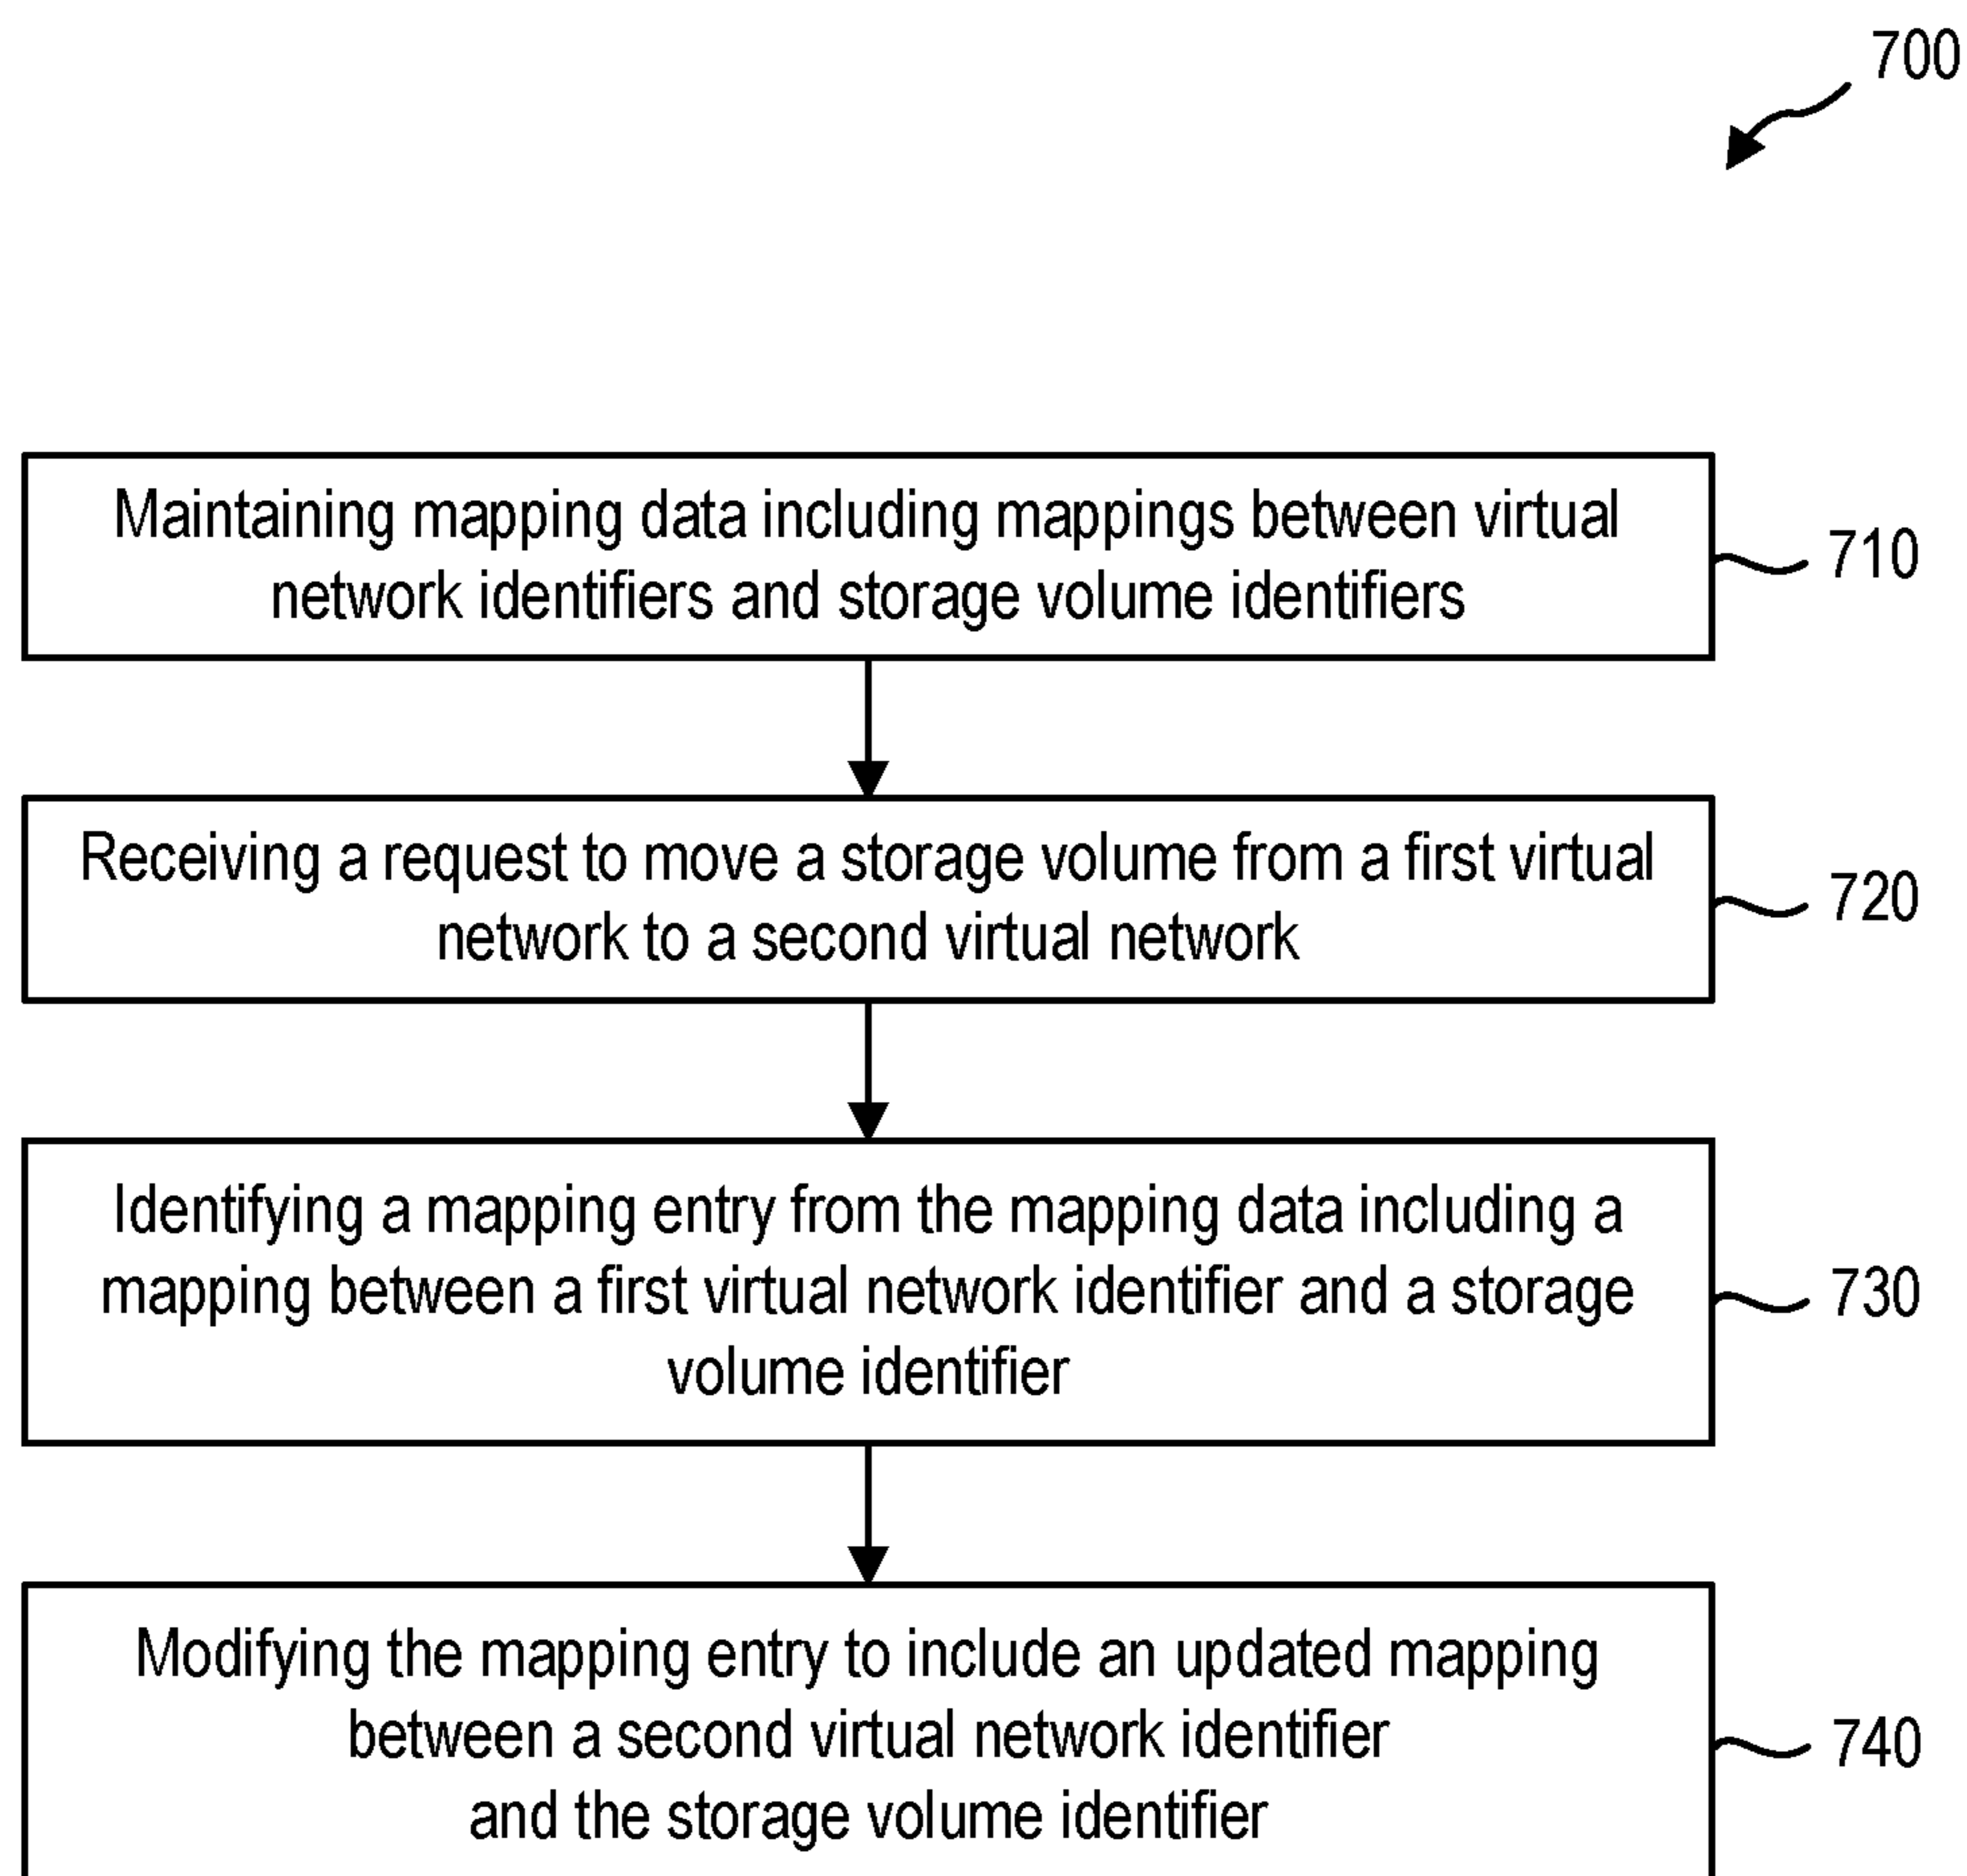 700
Maintaining mapping data including mappings between virtual
network identifiers and storage volume identifiers
710
Receiving a request to move a storage volume from a first virtual
network to a second virtual network
720
Identifying a mapping entry from the mapping data including a
mapping between a first virtual network identifier and a storage
volume identifier
730
Modifying the mapping entry to include an updated mapping
between a second virtual network identifier
and the storage volume identifier
740